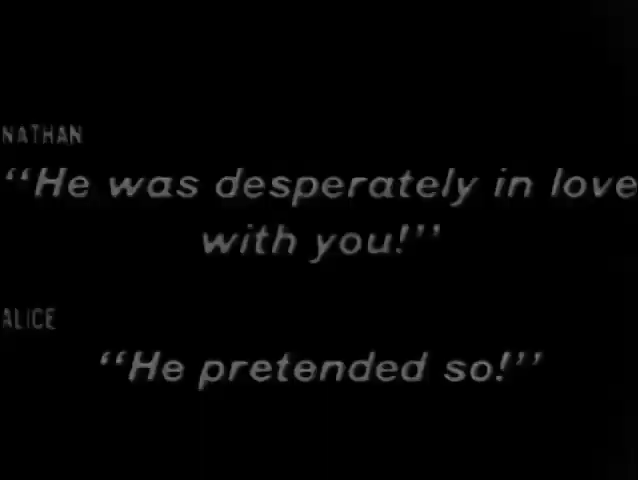 NATHAN
“He was desperately in love
with you!”
ALICE
“He pretended so!”